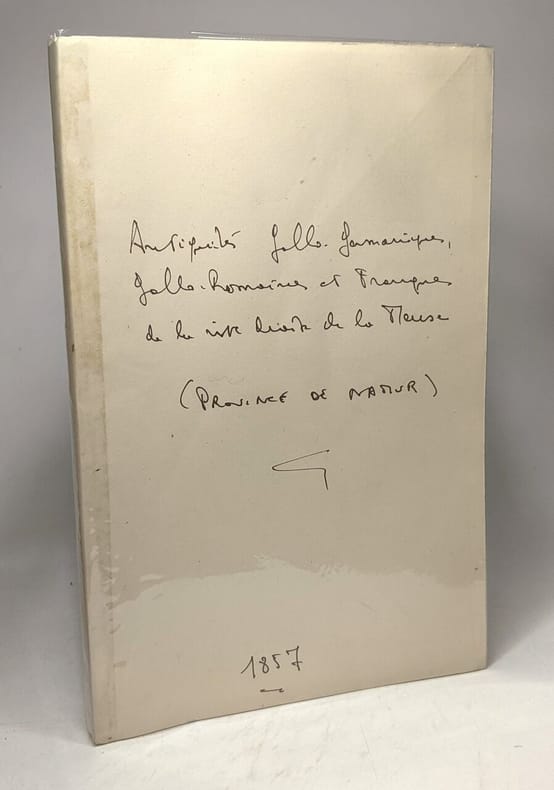 Antiquités Gallo-Germaniques,
Gallo-Romaines et Franques
de la rive droite de la Meuse
(PROVINCE DE NAMUR)
1857